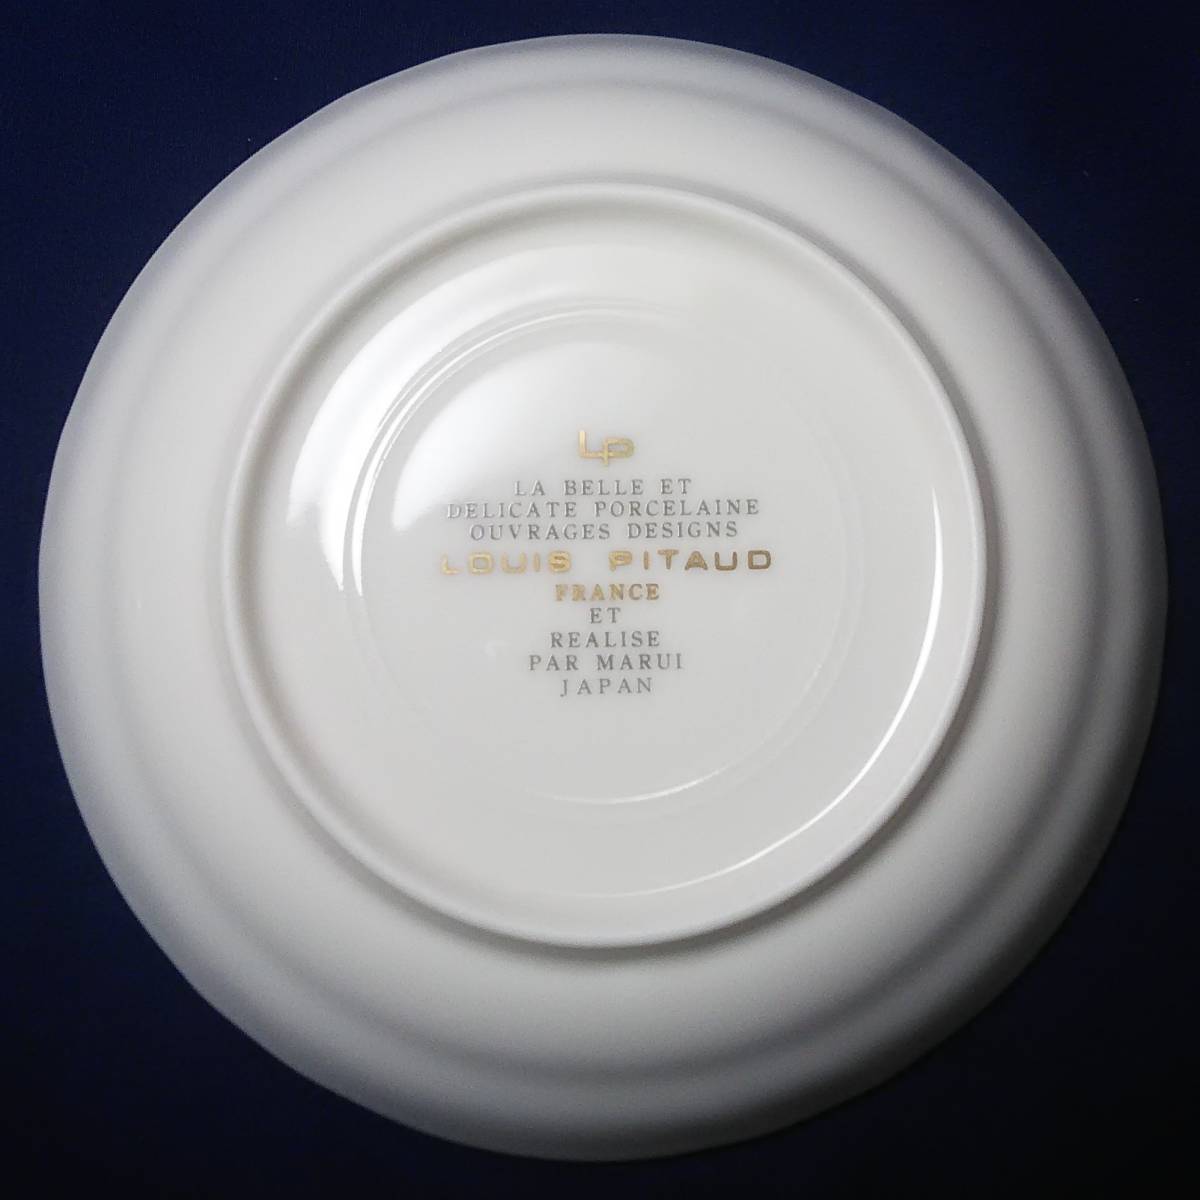 LP
LA BELLE ET
DELICATE PORCELAINE
OUVRAGES DESIGNS
LOUIS PITAUD
FRANCE
ET
REALISE
PAR MARUI
JAPAN